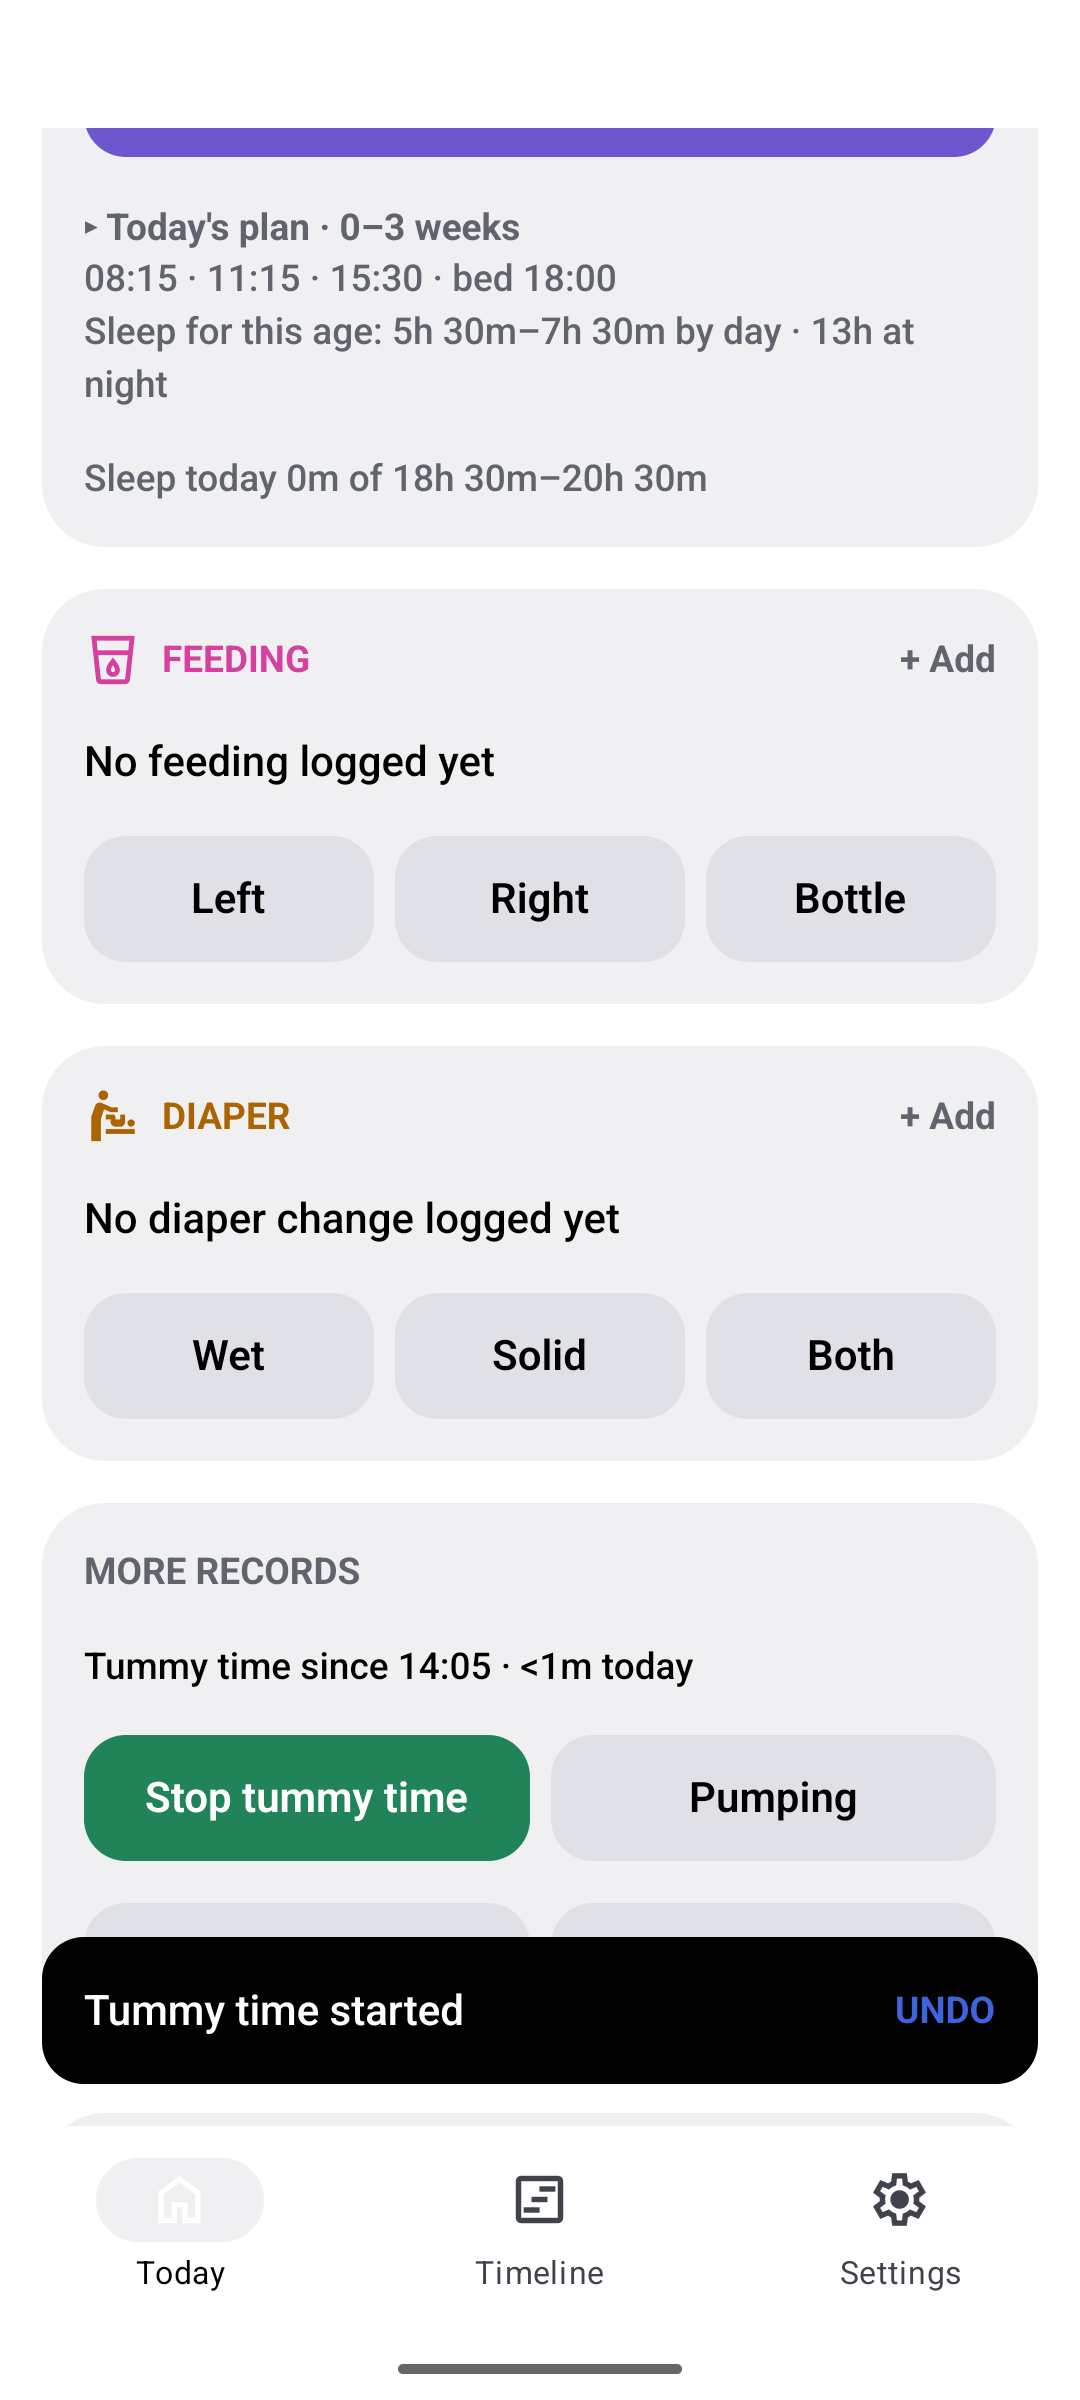 ▸ Today's plan · 0–3 weeks
08:15 · 11:15 · 15:30 · bed 18:00
Sleep for this age: 5h 30m–7h 30m by day · 13h at
night
Sleep today 0m of 18h 30m–20h 30m
FEEDING
+ Add
No feeding logged yet
Left
Right
Bottle
DIAPER
+ Add
No diaper change logged yet
Wet
Solid
Both
MORE RECORDS
Tummy time since 14:05 · <1m today
Stop tummy time
Pumping
Tummy time started
UNDO
Today
Timeline
Settings